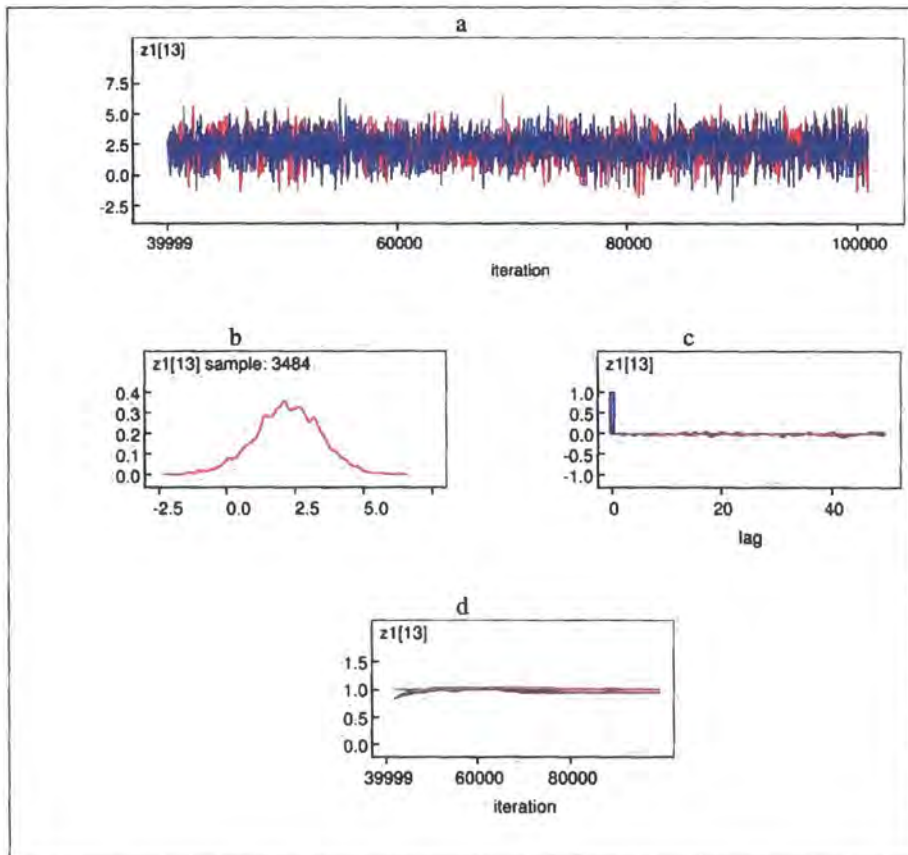 a
z1[13]
7.5
5.0
2.5
0.0
-2.5
39999 60000 80000 100000
iteration
b
z1[13] sample: 3484
0.4
0.3
0.2
0.1
0.0
-2.5 0.0 2.5 5.0
c
z1[13]
1.0
0.5
0.0
-0.5
-1.0
0 20 40
lag
d
z1[13]
1.5
1.0
0.5
0.0
39999 60000 80000
iteration